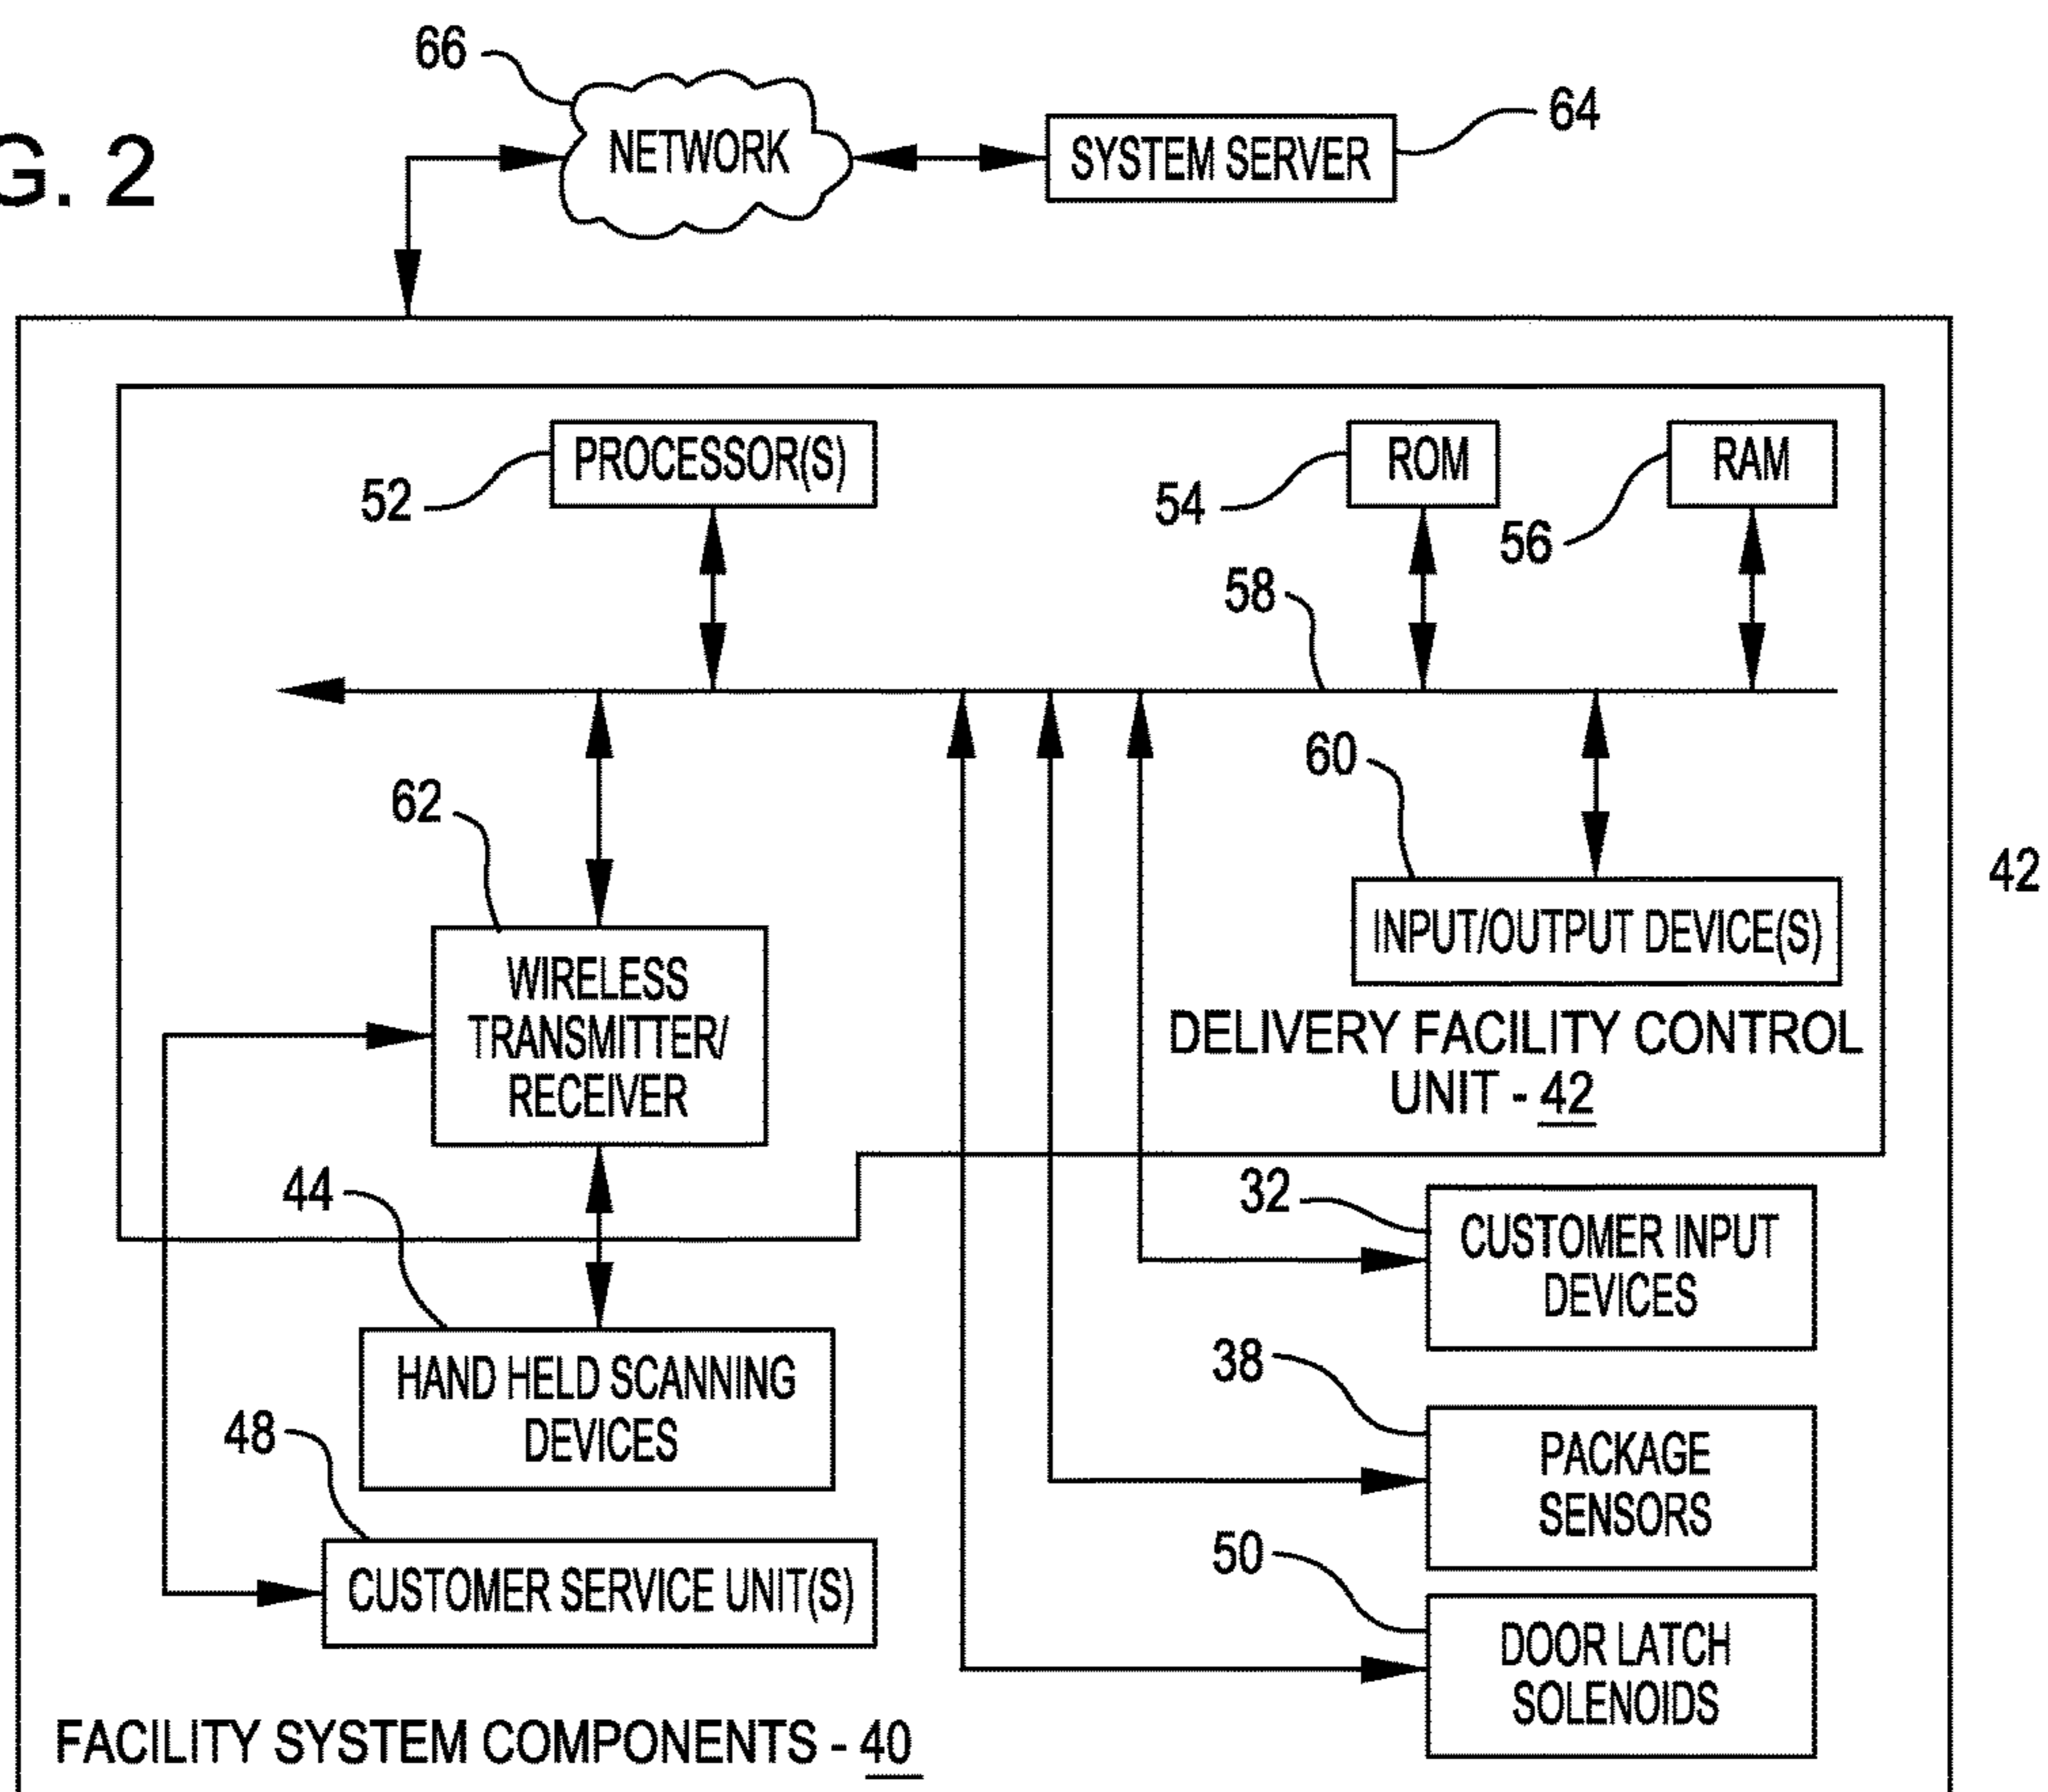 66
NETWORK
SYSTEM SERVER
64
G. 2
PROCESSOR(S)
52
ROM
54
RAM
56
58
60
62
INPUT/OUTPUT DEVICE(S)
42
WIRELESS
TRANSMITTER/
RECEIVER
DELIVERY FACILITY CONTROL
UNIT - 42
44
32
CUSTOMER INPUT
DEVICES
HAND HELD SCANNING
DEVICES
38
PACKAGE
SENSORS
48
CUSTOMER SERVICE UNIT(S)
50
DOOR LATCH
SOLENOIDS
FACILITY SYSTEM COMPONENTS - 40